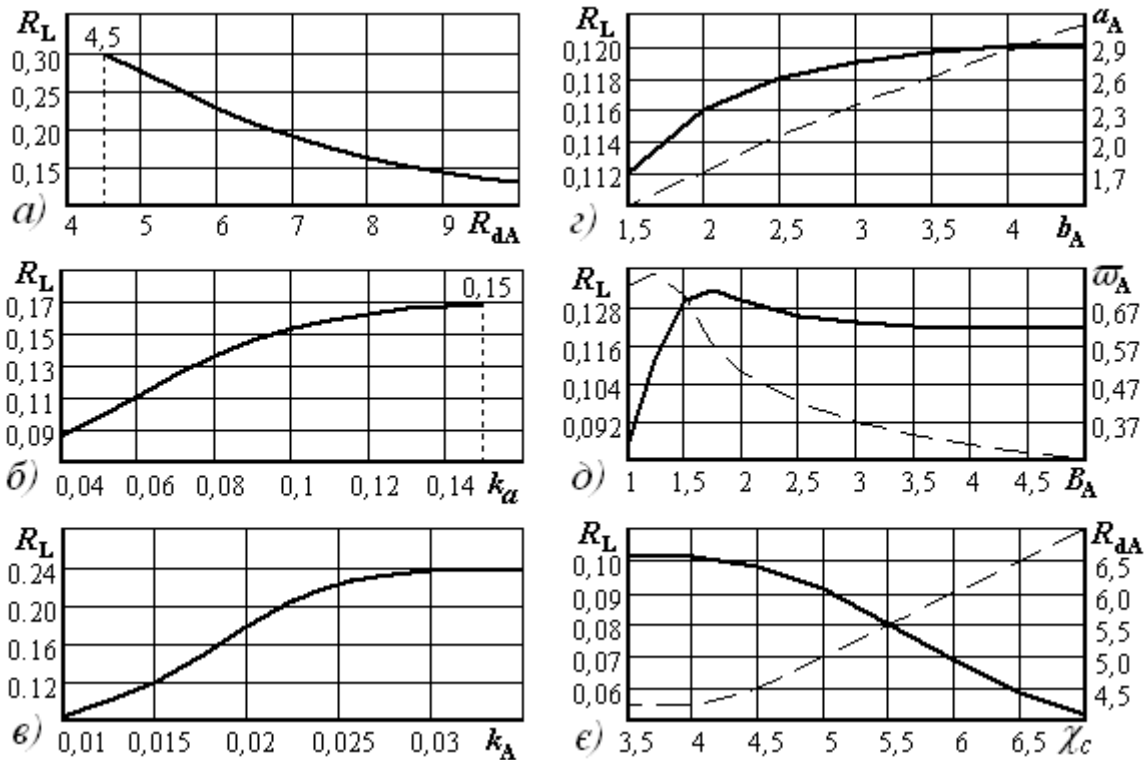 R_L
4,5
0,30
0,25
0,20
0,15
а)
4 5 6 7 8 9 R_dA
R_L
0,17
0,15
0,15
0,13
0,11
0,09
б)
0,04 0,06 0,08 0,1 0,12 0,14 k_a
R_L
0.24
0.20
0.16
0.12
в)
0,01 0,015 0,02 0,025 0,03 k_A
R_L a_A
0,120 2,9
0,118 2,6
0,116 2,3
0,114 2,0
0,112 1,7
г)
1,5 2 2,5 3 3,5 4 b_A
R_L ϖ_A
0,128 0,67
0,116 0,57
0,104 0,47
0,092 0,37
д)
1 1,5 2 2,5 3 3,5 4 4,5 B_A
R_L R_dA
0,10 6,5
0,09 6,0
0,08 5,5
0,07 5,0
0,06 4,5
є)
3,5 4 4,5 5 5,5 6 6,5 χ_c